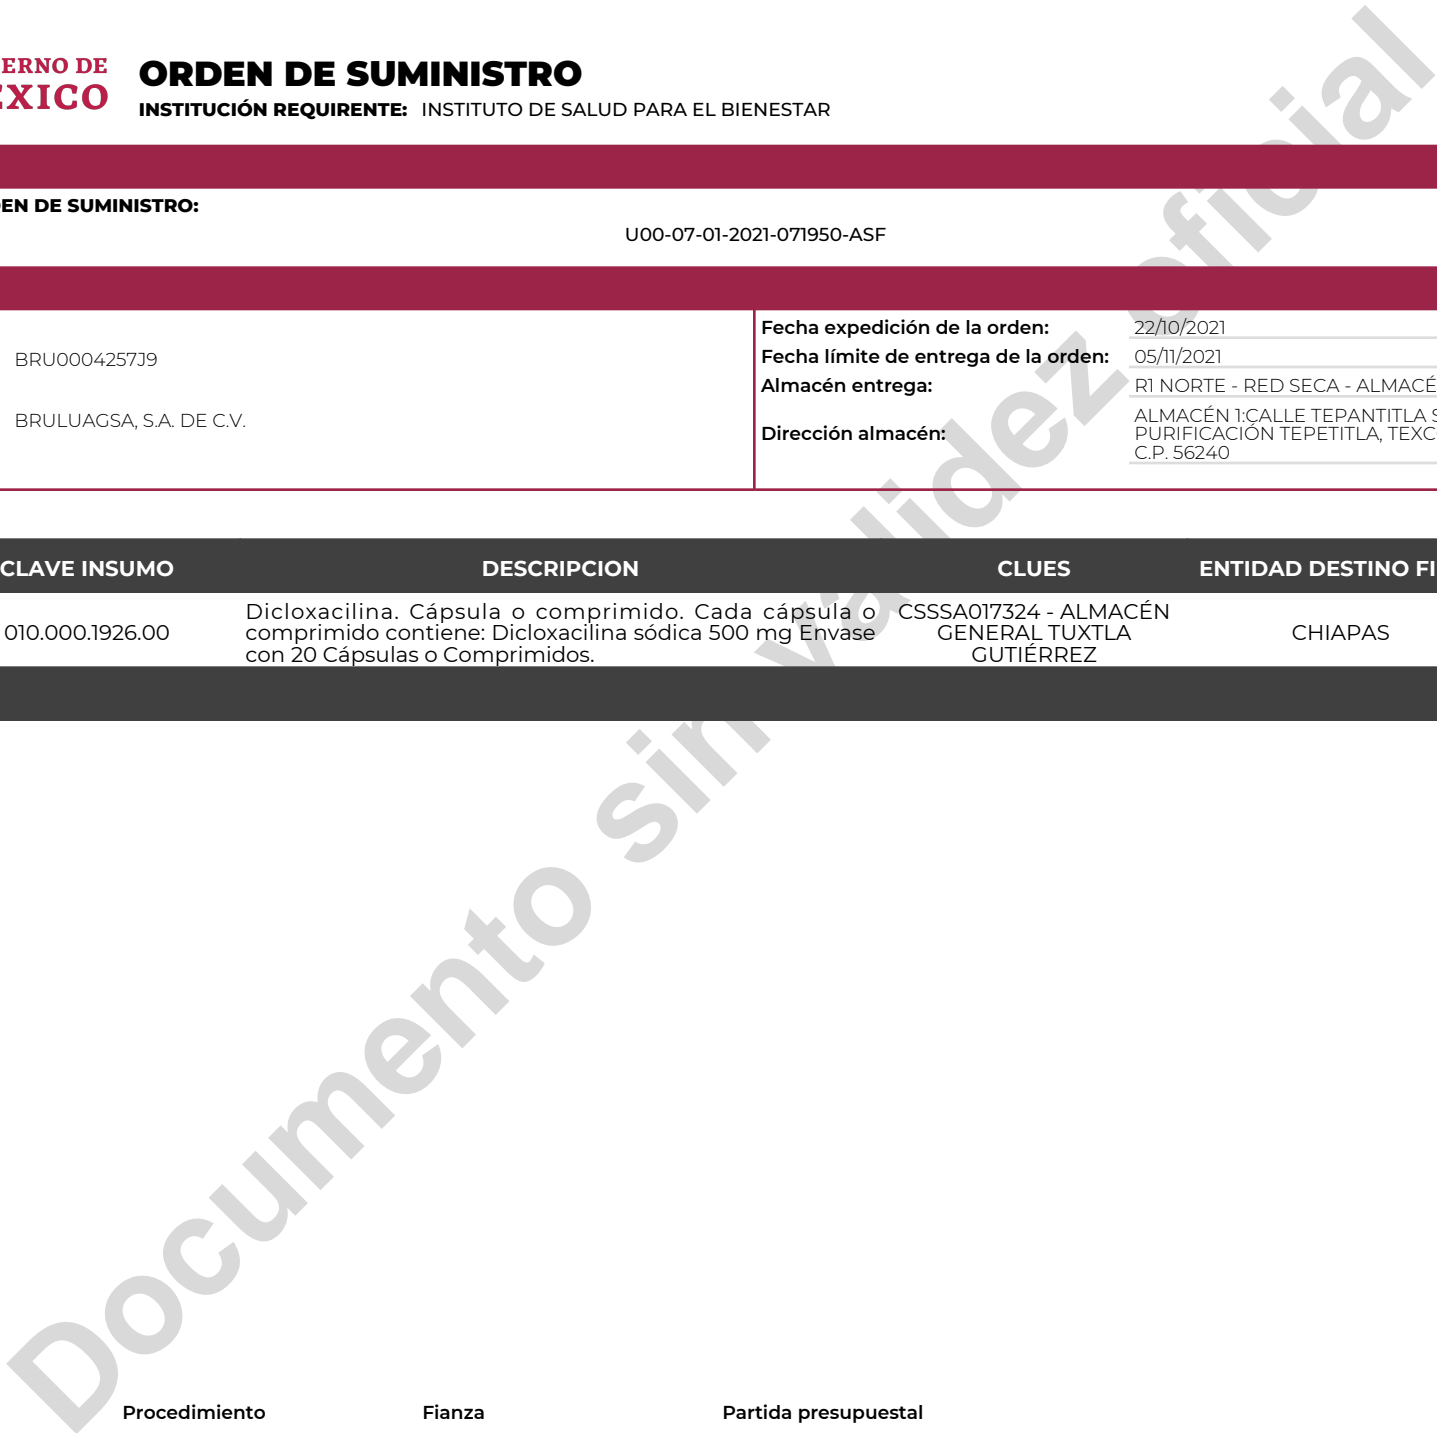 ERNO DE
EXICO
ORDEN DE SUMINISTRO
INSTITUCIÓN REQUIRENTE: INSTITUTO DE SALUD PARA EL BIENESTAR
EN DE SUMINISTRO:
U00-07-01-2021-071950-ASF
BRU0004257J9
BRULUAGSA, S.A. DE C.V.
Fecha expedición de la orden: 22/10/2021
Fecha límite de entrega de la orden: 05/11/2021
Almacén entrega: R1 NORTE - RED SECA - ALMACÉ
Dirección almacén: ALMACÉN 1:CALLE TEPANTITLA S
PURIFICACIÓN TEPETITLA, TEXC
C.P. 56240
CLAVE INSUMO DESCRIPCION CLUES ENTIDAD DESTINO FI
010.000.1926.00
Dicloxacilina. Cápsula o comprimido. Cada cápsula o
comprimido contiene: Dicloxacilina sódica 500 mg Envase
con 20 Cápsulas o Comprimidos.
CSSSA017324 - ALMACÉN
GENERAL TUXTLA
GUTIÉRREZ
CHIAPAS
Documento sin validez oficial
Procedimiento Fianza Partida presupuestal